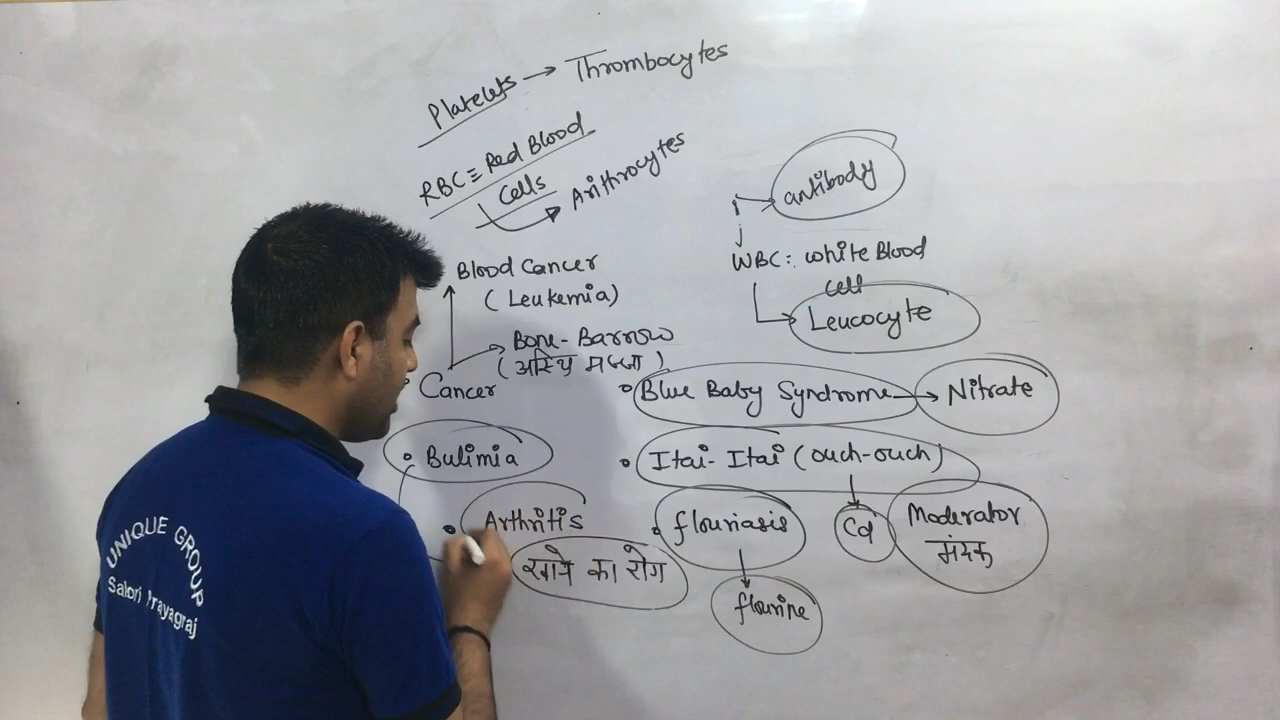 Platelets → Thrombocytes
RBC = Red Blood
Cells
Arithrocytes
antibody
WBC: white Blood
cell
Leucocyte
Blood Cancer
(Leukemia)
Bone-Barrow
(अस्थि मज्जा)
• Cancer
• Blue Baby Syndrome → Nitrate
• Bulimia
• Itai-Itai (ouch-ouch)
• Arthritis
खाने का रोग
• flouriasis
flourine
Cd
Moderator
मंदक
UNIQUE GROUP
Salori Prayagraj